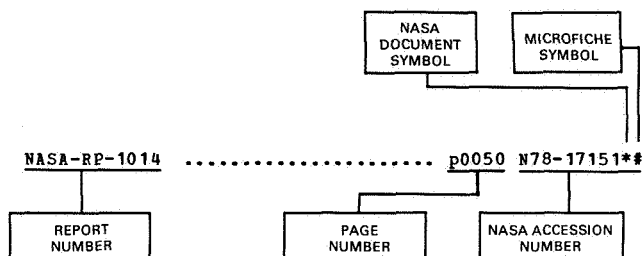 NASA DOCUMENT SYMBOL
MICROFICHE SYMBOL
NASA-RP-1014 .............................. p0050 N78-17151*#
REPORT NUMBER
PAGE NUMBER
NASA ACCESSION NUMBER